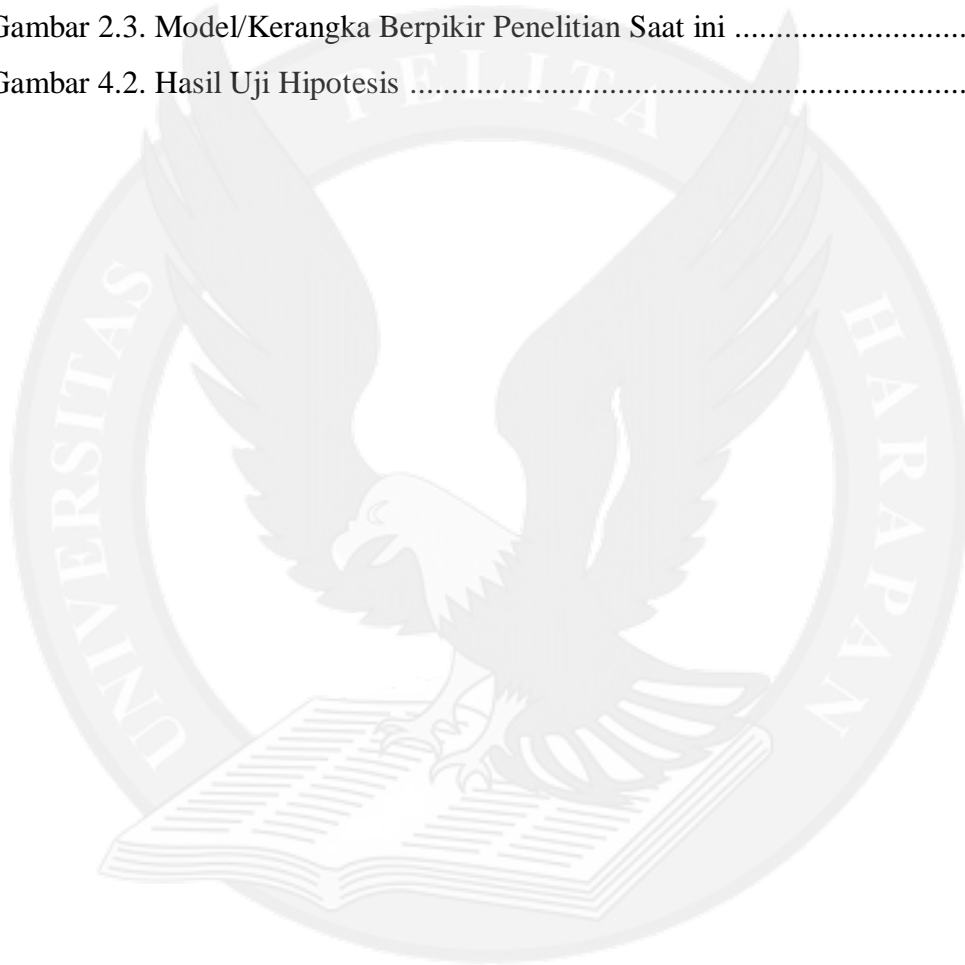 Gambar 2.3. Model/Kerangka Berpikir Penelitian Saat ini ............................
Gambar 4.2. Hasil Uji Hipotesis ....................................................................
UNIVERSITAS PELITA HARAPAN